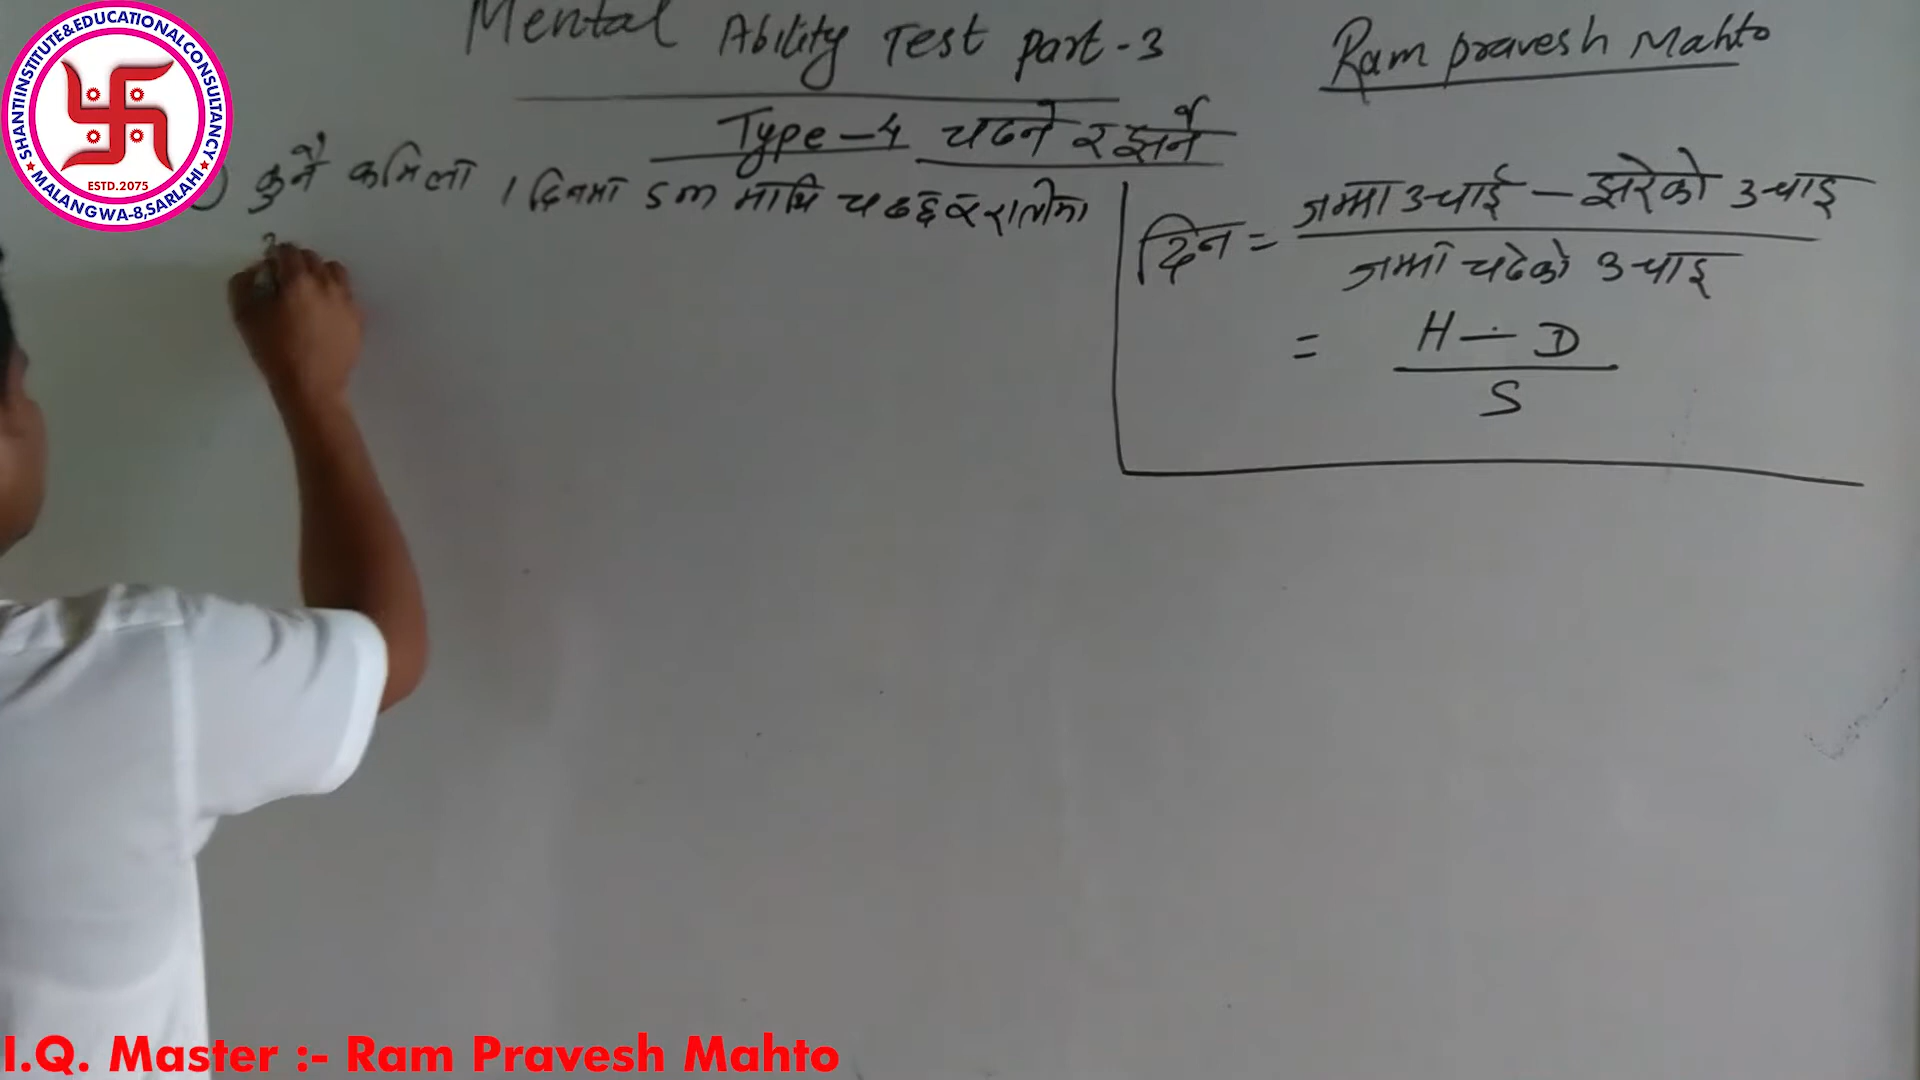 SHANTI INSTITUTE & EDUCATIONAL CONSULTANCY
ESTD.2075
MALANGWA-8, SARLAHI
Mental Ability Test Part-3
Ram Pravesh Mahto
Type-4 चढ्ने र झर्ने
कुनै कमिला 1 दिनमा 5m माथि चढछ र रातीमा
दिन = जम्मा उचाई - झरेको उचाइ
जम्मा चढेको उचाइ
= H - D
S
I.Q. Master :- Ram Pravesh Mahto